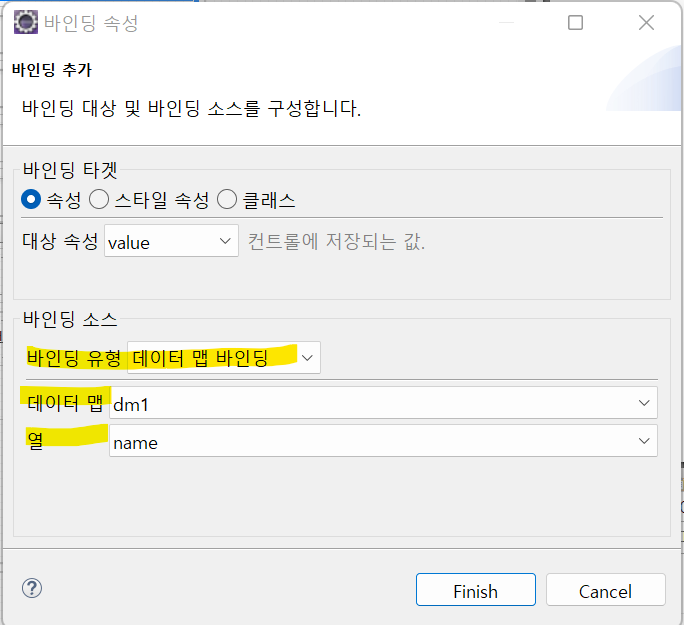 바인딩 속성
바인딩 추가
바인딩 대상 및 바인딩 소스를 구성합니다.
바인딩 타겟
속성 스타일 속성 클래스
대상 속성 value 컨트롤에 저장되는 값.
바인딩 소스
바인딩 유형 데이터 맵 바인딩
데이터 맵 dm1
열 name
? Finish Cancel